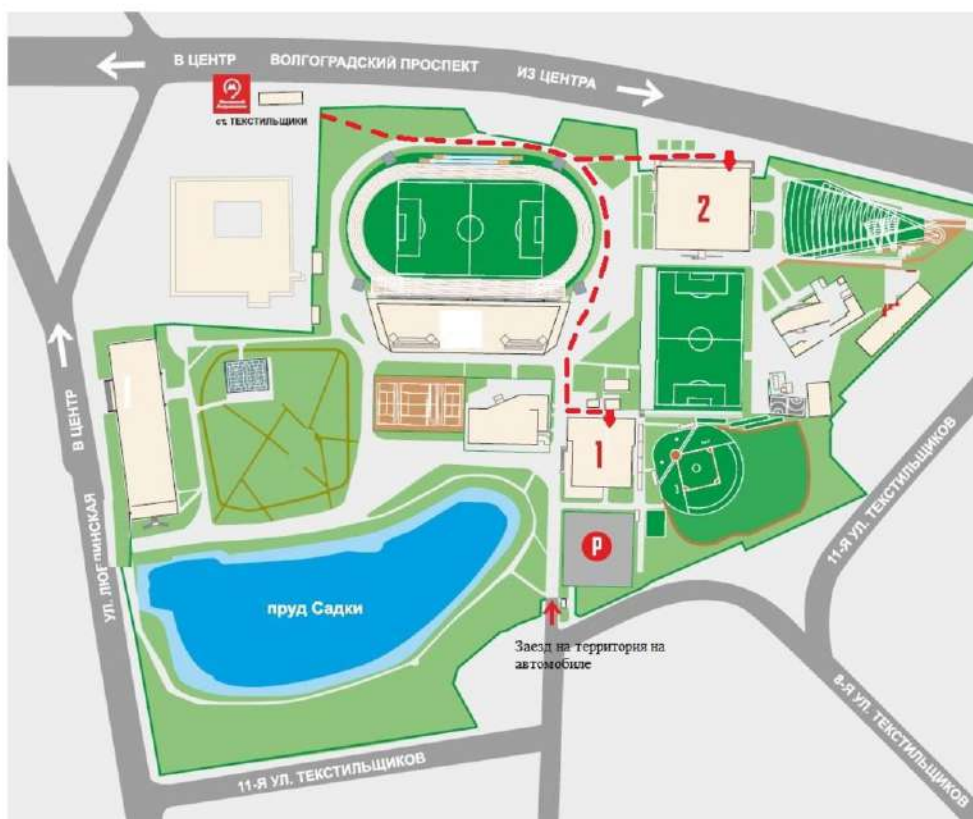 В ЦЕНТР
ВОЛГОГРАДСКИЙ ПРОСПЕКТ
ИЗ ЦЕНТРА
ст. ТЕКСТИЛЬЩИКИ
2
В ЦЕНТР
1
P
УЛ. ЛЮБЛИНСКАЯ
11-Я УЛ. ТЕКСТИЛЬЩИКОВ
пруд Садки
Заезд на территория на
автомобиле
8-Я УЛ. ТЕКСТИЛЬЩИКОВ
11-Я УЛ. ТЕКСТИЛЬЩИКОВ